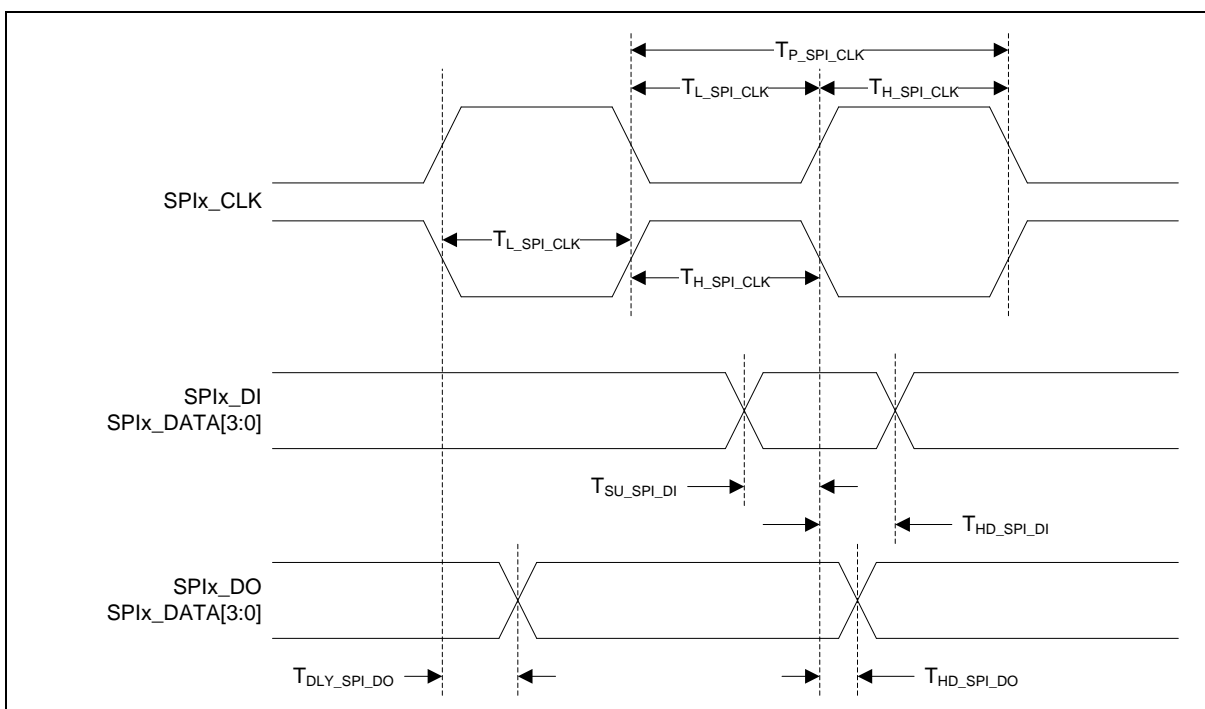 T_P_SPI_CLK
T_L_SPI_CLK
T_H_SPI_CLK
SPIx_CLK
T_L_SPI_CLK
T_H_SPI_CLK
SPIx_DI
SPIx_DATA[3:0]
T_SU_SPI_DI
T_HD_SPI_DI
SPIx_DO
SPIx_DATA[3:0]
T_DLY_SPI_DO
T_HD_SPI_DO